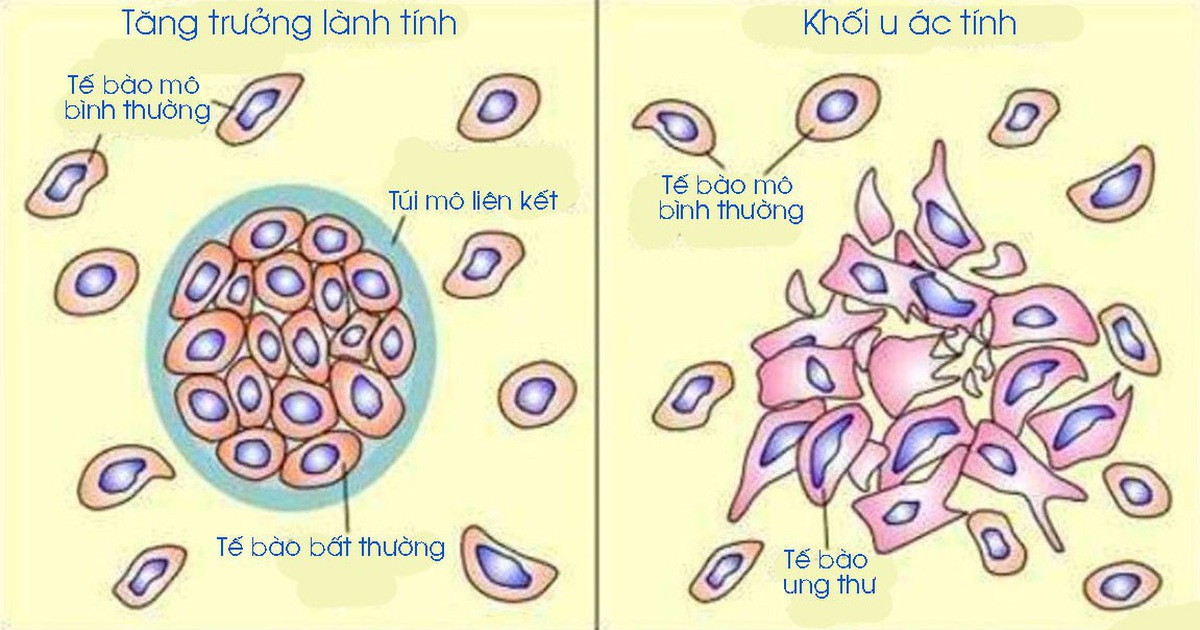 Tăng trưởng lành tính
Tế bào mô
bình thường
Túi mô liên kết
Tế bào bất thường
Khối u ác tính
Tế bào mô
bình thường
Tế bào
ung thư